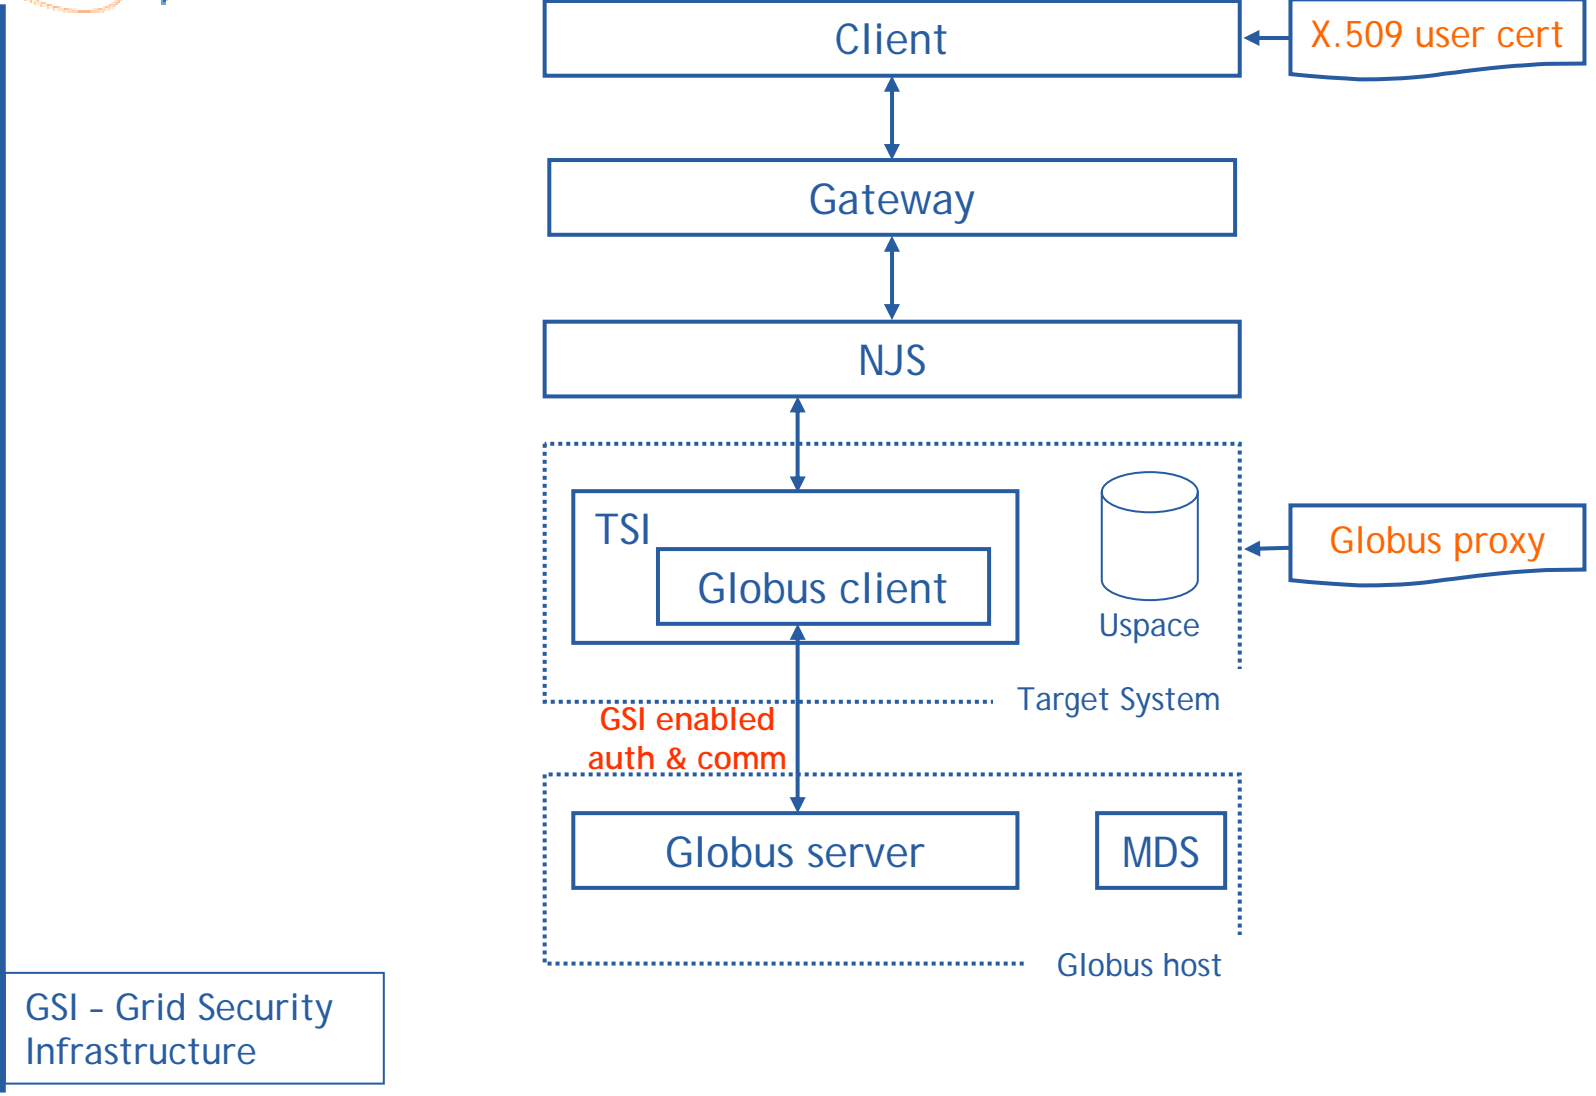 Client
X.509 user cert
Gateway
NJS
TSI
Globus client
Uspace
Globus proxy
Target System
GSI enabled
auth & comm
Globus server
MDS
Globus host
GSI – Grid Security
Infrastructure